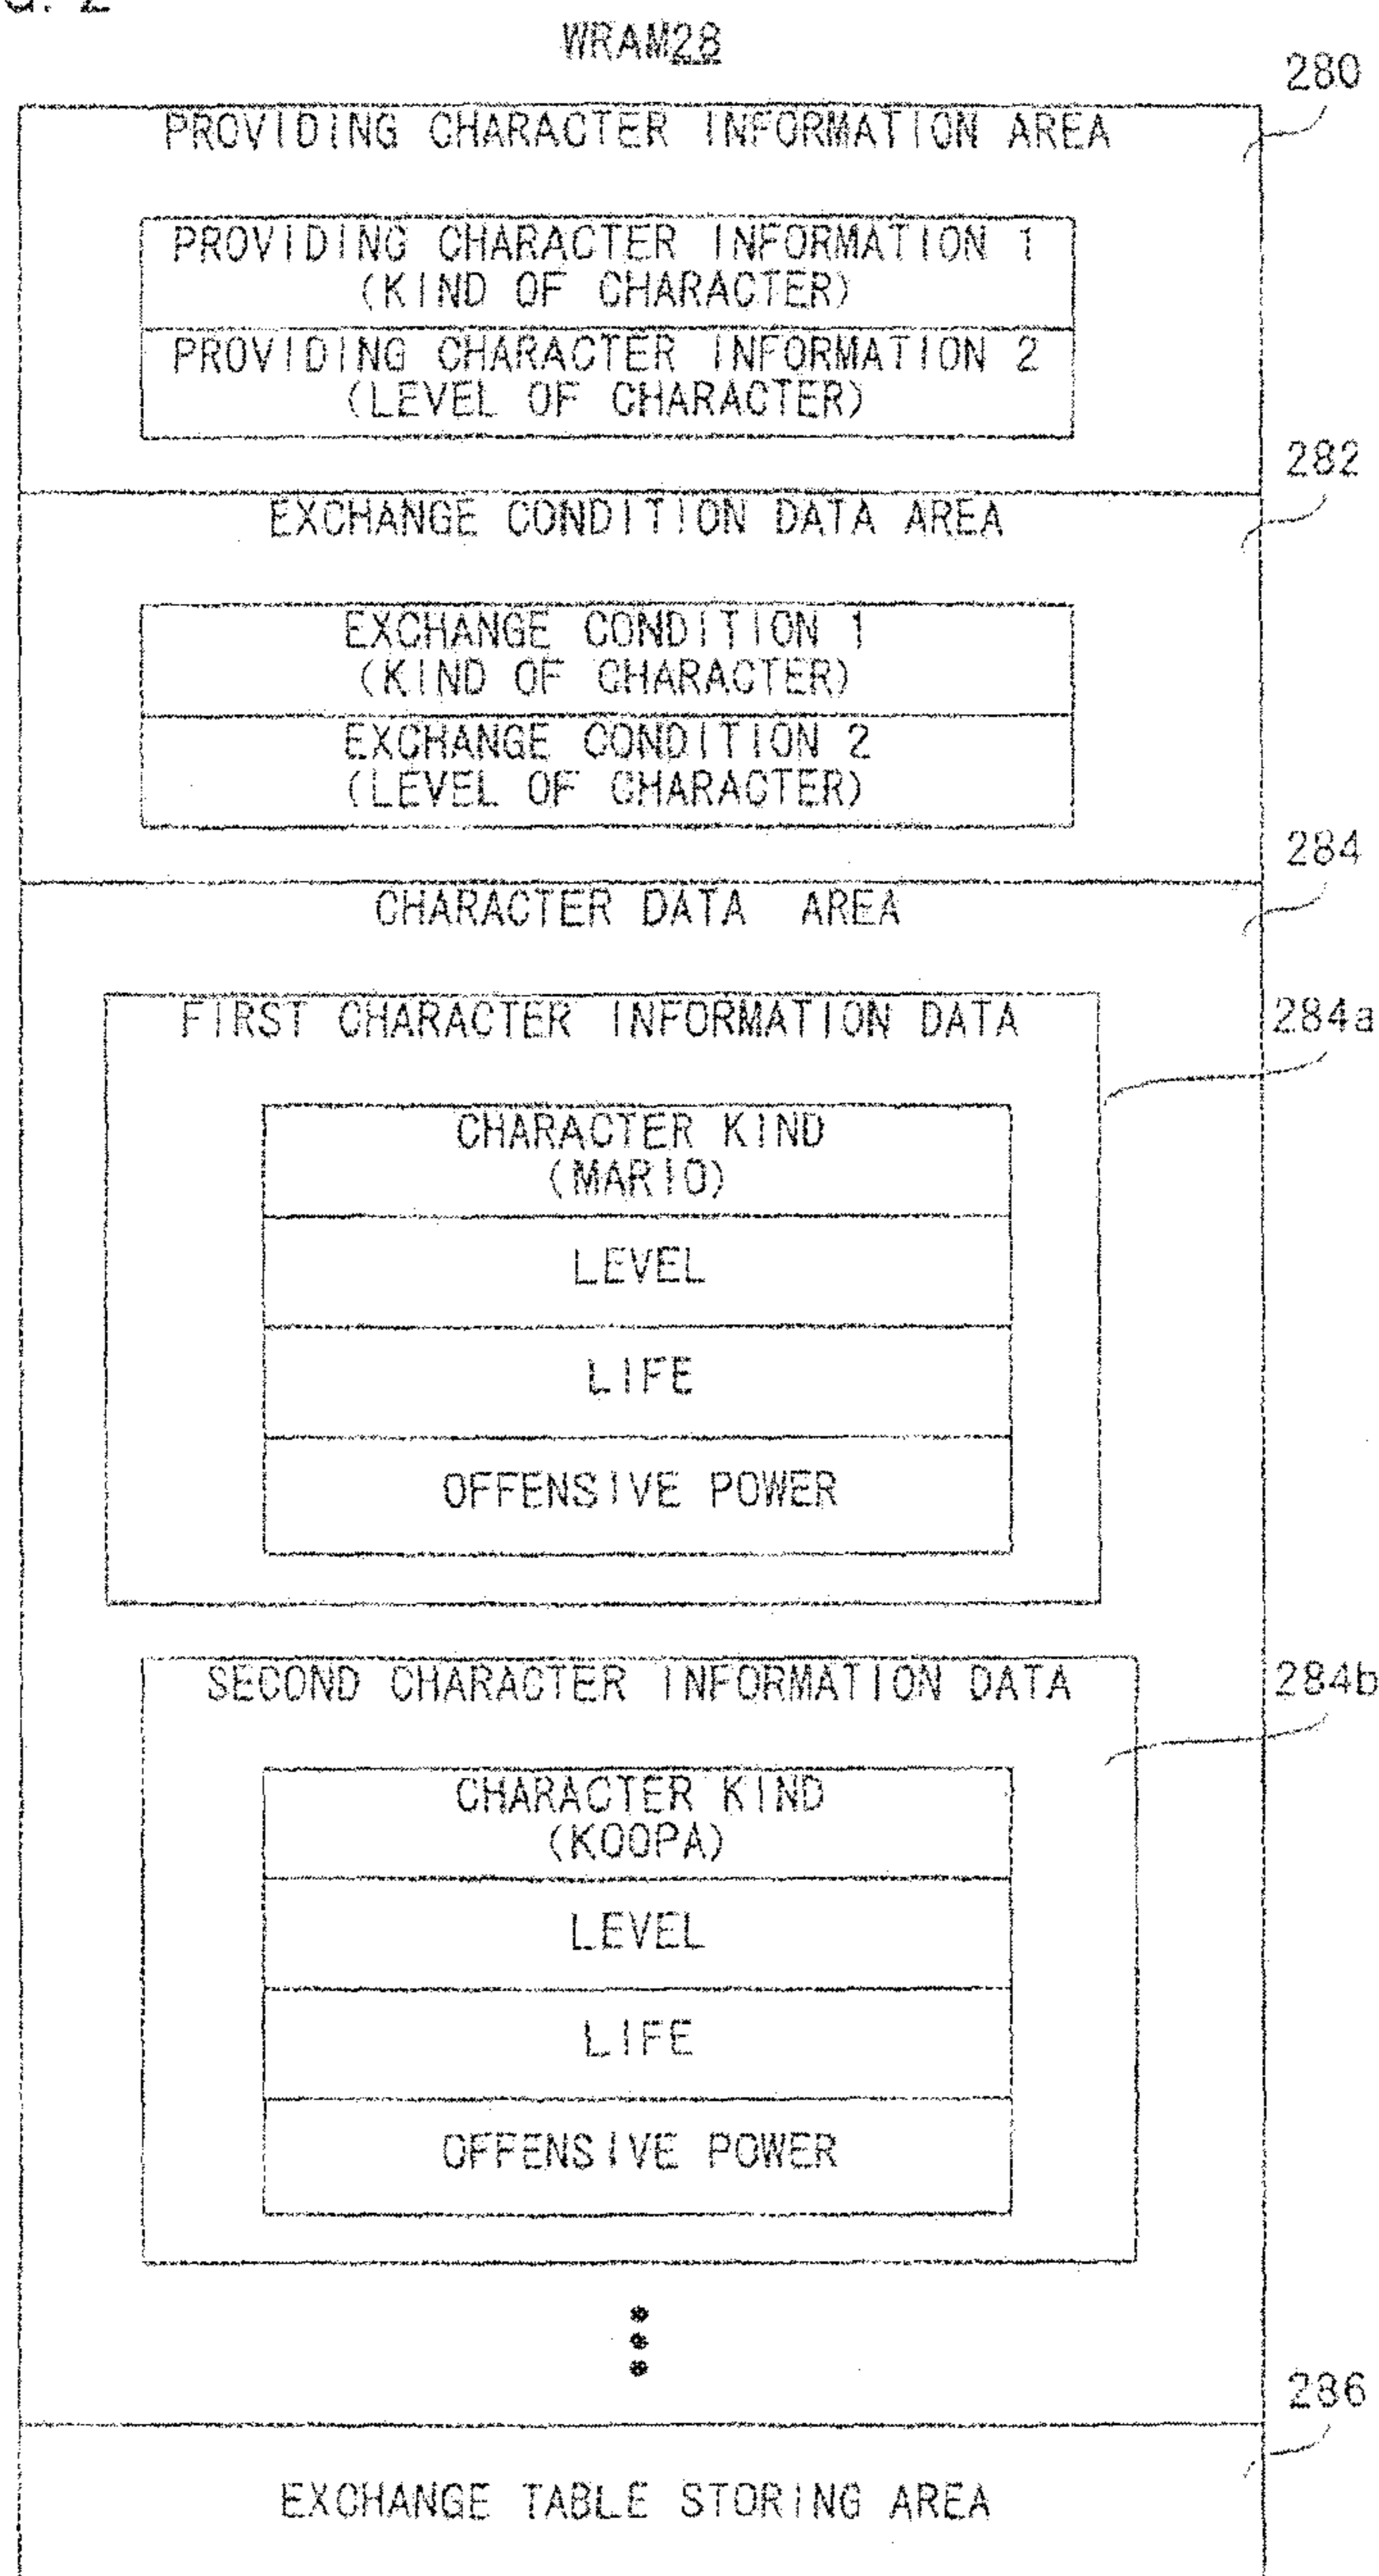 WRAM28
280
PROVIDING CHARACTER INFORMATION AREA
PROVIDING CHARACTER INFORMATION 1
(KIND OF CHARACTER)
PROVIDING CHARACTER INFORMATION 2
(LEVEL OF CHARACTER)
282
EXCHANGE CONDITION DATA AREA
EXCHANGE CONDITION 1
(KIND OF CHARACTER)
EXCHANGE CONDITION 2
(LEVEL OF CHARACTER)
284
CHARACTER DATA AREA
FIRST CHARACTER INFORMATION DATA
284a
CHARACTER KIND
(MARIO)
LEVEL
LIFE
OFFENSIVE POWER
SECOND CHARACTER INFORMATION DATA
284b
CHARACTER KIND
(KOOPA)
LEVEL
LIFE
OFFENSIVE POWER
286
EXCHANGE TABLE STORING AREA